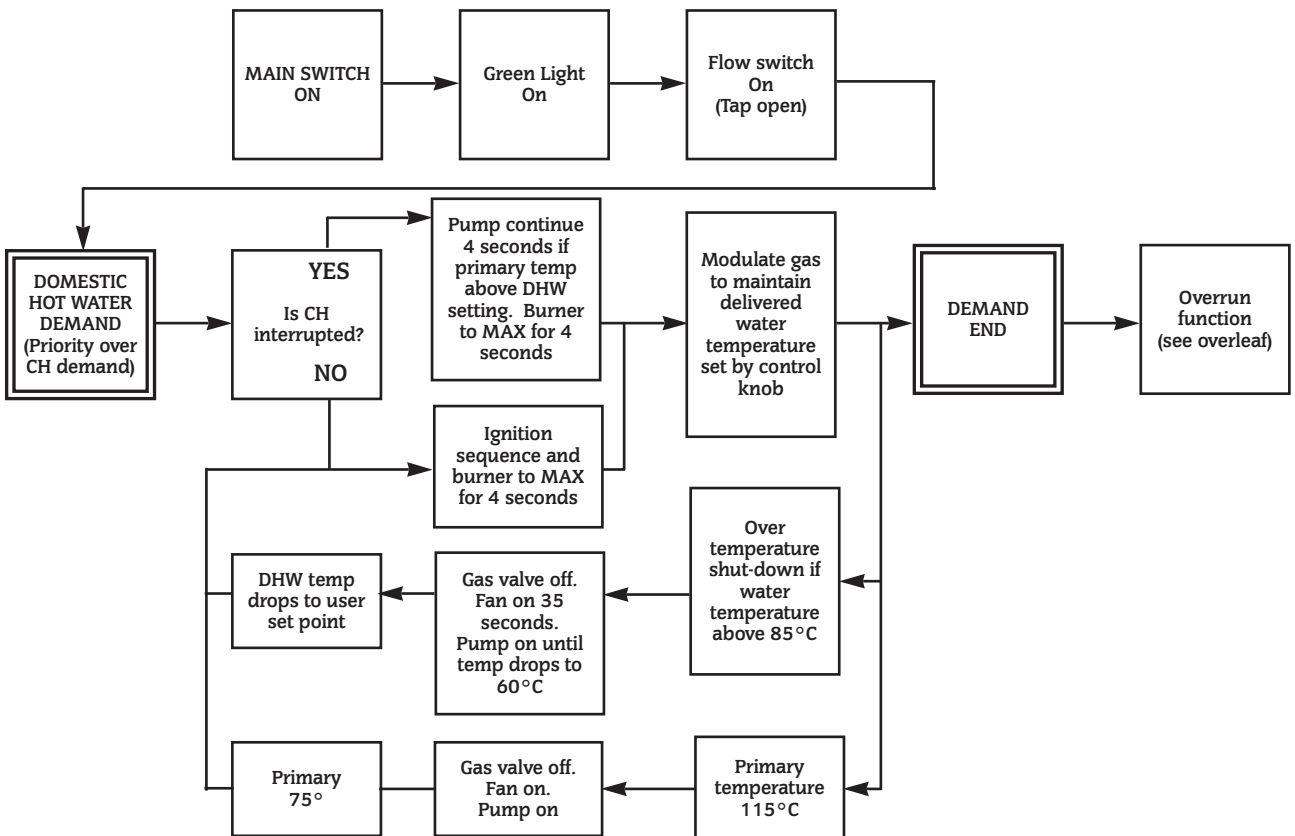 MAIN SWITCH
ON
Green Light
On
Flow switch
On
(Tap open)
DOMESTIC
HOT WATER
DEMAND
(Priority over
CH demand)
YES
Is CH
interrupted?
NO
Pump continue
4 seconds if
primary temp
above DHW
setting. Burner
to MAX for 4
seconds
Modulate gas
to maintain
delivered
water
temperature
set by control
knob
DEMAND
END
Overrun
function
(see overleaf)
Ignition
sequence and
burner to MAX
for 4 seconds
DHW temp
drops to user
set point
Gas valve off.
Fan on 35
seconds.
Pump on until
temp drops to
60°C
Over
temperature
shut-down if
water
temperature
above 85°C
Primary
75°
Gas valve off.
Fan on.
Pump on
Primary
temperature
115°C